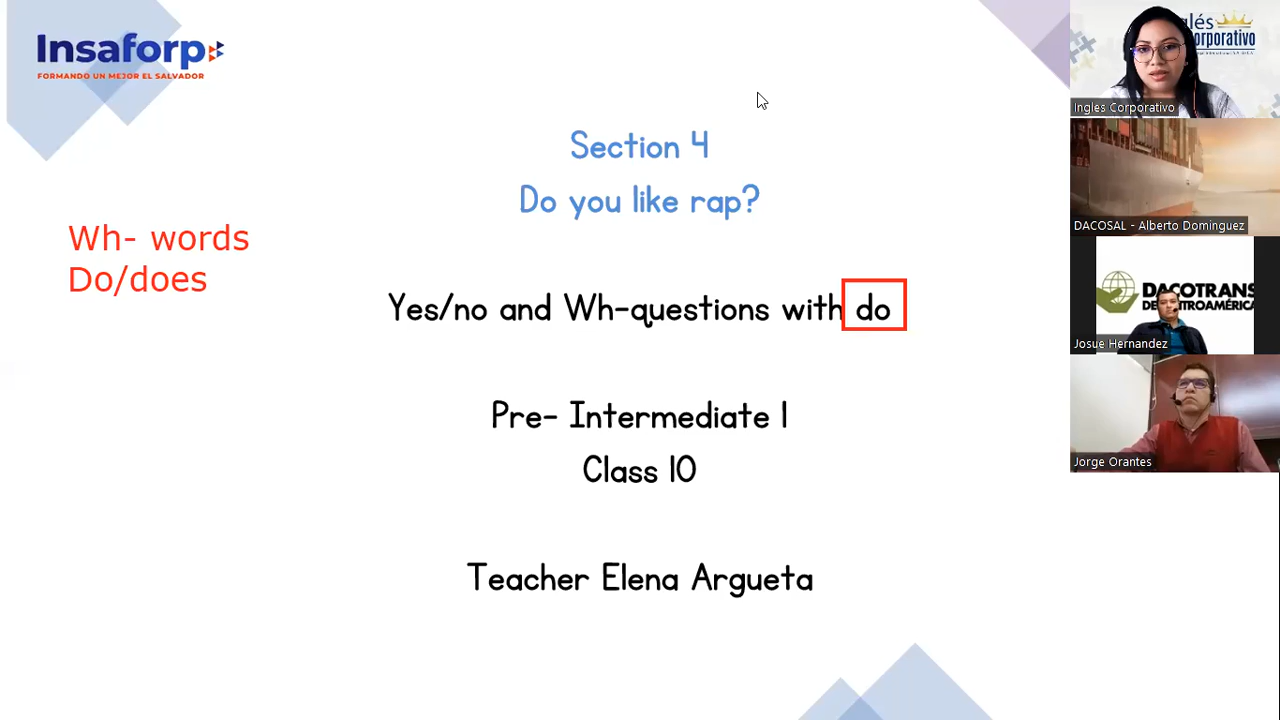 Insaforp
FORMANDO UN MEJOR EL SALVADOR
Section 4
Do you like rap?
Wh- words
Do/does
Yes/no and Wh-questions with do
Pre- Intermediate 1
Class 10
Teacher Elena Argueta
Ingles Corporativo
DACOSAL - Alberto Domínguez
DACOTRANS
Josue Hernandez
Jorge Orantes